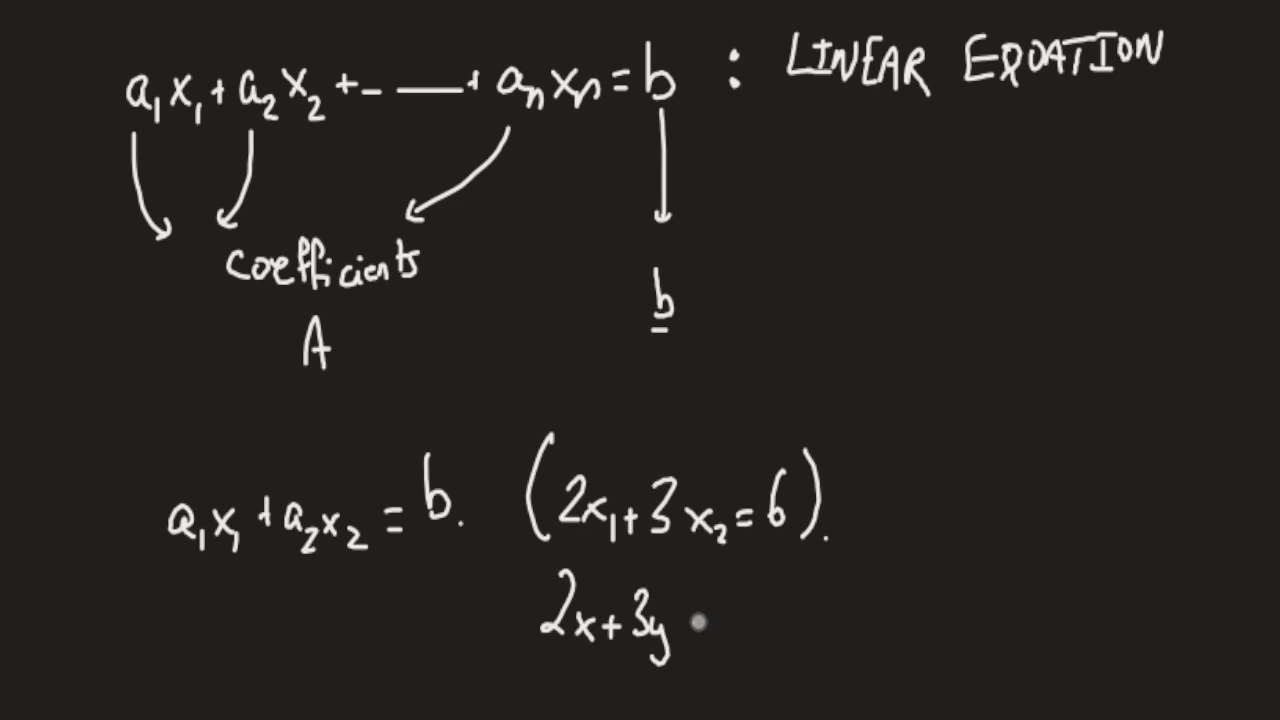 a₁x₁ + a₂x₂ + - — + aₙxₙ = b : LINEAR EQUATION
coefficients
b
A
a₁x₁ + a₂x₂ = b. (2x₁ + 3x₂ = 6).
2x + 3y